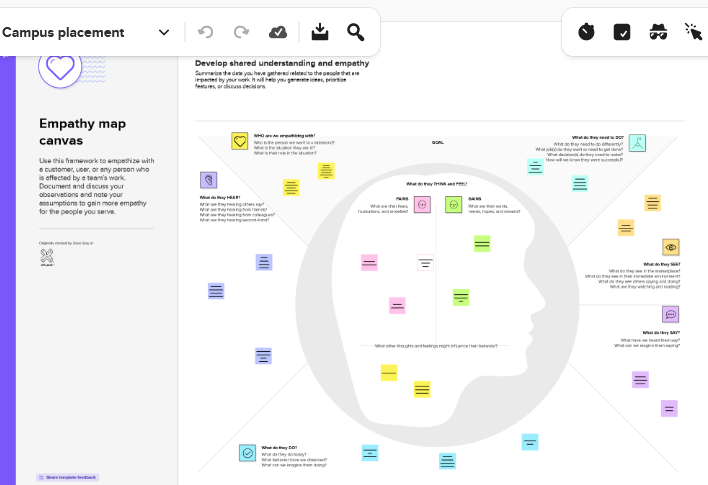 Campus placement
Develop shared understanding and empathy
Summarize the data you have gathered related to the people that are
impacted by your work. It will help you generate ideas, prioritize
features, or discuss decisions.
Empathy map
canvas
Use this framework to empathize with
a customer, user, or any person who
is affected by a team's work.
Document and discuss your
observations and note your
assumptions to gain more empathy
for the people you serve.
Originally created by Dave Gray at
Share template feedback
WHO are we empathizing with?
Who is the person we want to understand?
What is the situation they are in?
What is their role in the situation?
GOAL
What do they need to DO?
What do they need to do differently?
What job(s) do they want or need to get done?
What decision(s) do they need to make?
How will we know they were successful?
What do they HEAR?
What are they hearing others say?
What are they hearing from friends?
What are they hearing from colleagues?
What are they hearing second-hand?
What do they THINK and FEEL?
PAINS
What are their fears,
frustrations, and anxieties?
GAINS
What are their wants,
needs, hopes, and dreams?
What do they SEE?
What do they see in the marketplace?
What do they see in their immediate environment?
What do they see others saying and doing?
What are they watching and reading?
What do they SAY?
What have we heard them say?
What can we imagine them saying?
What other thoughts and feelings might influence their behavior?
What do they DO?
What do they do today?
What behavior have we observed?
What can we imagine them doing?